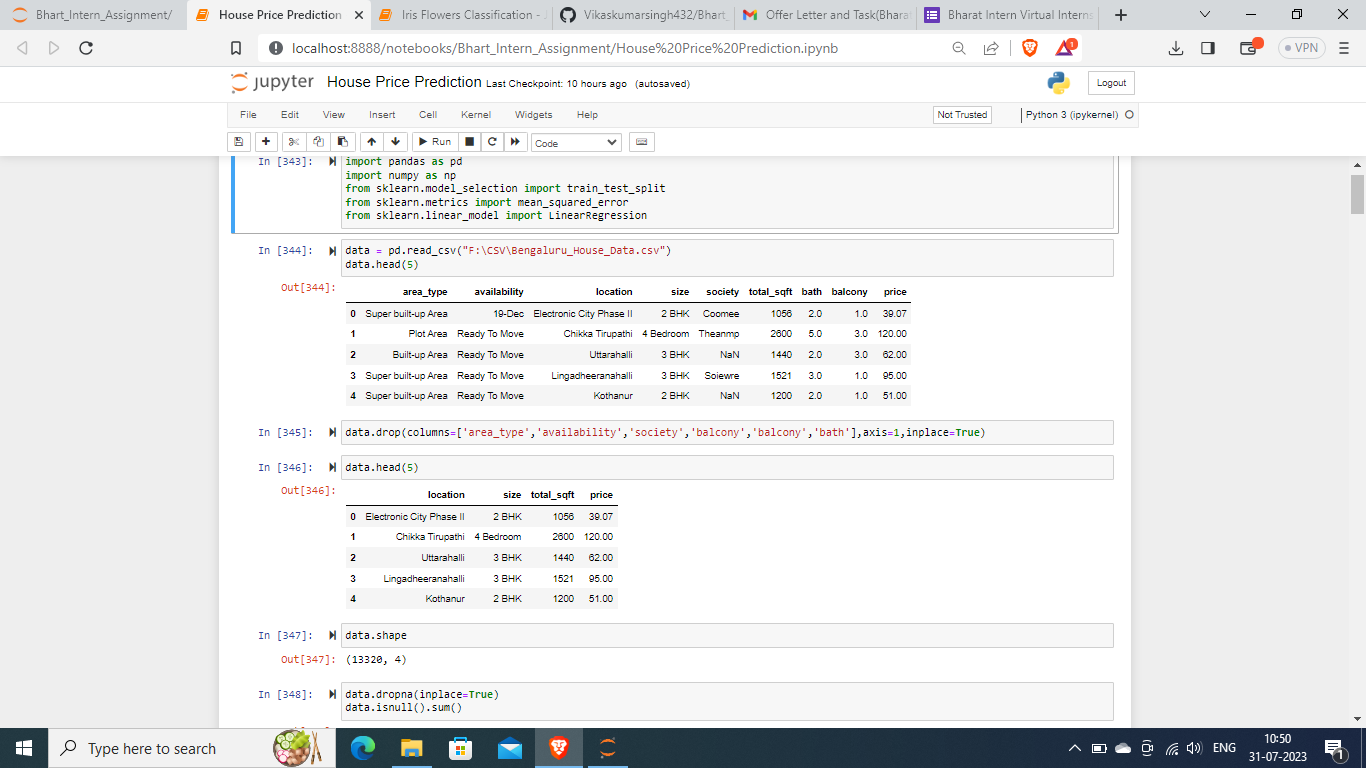 Bhart_Intern_Assignment/
House Price Prediction
Iris Flowers Classification - J
Vikaskumarsingh432/Bhart_
Offer Letter and Task(Bharat
Bharat Intern Virtual Interns
localhost:8888/notebooks/Bhart_Intern_Assignment/House%20Price%20Prediction.ipynb
1
VPN
jupyter House Price Prediction Last Checkpoint: 10 hours ago (autosaved)
Logout
File Edit View Insert Cell Kernel Widgets Help
Not Trusted
Python 3 (ipykernel)
Run
Code
In [343]: import pandas as pd
import numpy as np
from sklearn.model_selection import train_test_split
from sklearn.metrics import mean_squared_error
from sklearn.linear_model import LinearRegression
In [344]: data = pd.read_csv("F:\CSV\Bengaluru_House_Data.csv")
data.head(5)
Out[344]:
area_type availability location size society total_sqft bath balcony price
0 Super built-up Area 19-Dec Electronic City Phase II 2 BHK Coomee 1056 2.0 1.0 39.07
1 Plot Area Ready To Move Chikka Tirupathi 4 Bedroom Theanmp 2600 5.0 3.0 120.00
2 Built-up Area Ready To Move Uttarahalli 3 BHK NaN 1440 2.0 3.0 62.00
3 Super built-up Area Ready To Move Lingadheeranahalli 3 BHK Soiewre 1521 3.0 1.0 95.00
4 Super built-up Area Ready To Move Kothanur 2 BHK NaN 1200 2.0 1.0 51.00
In [345]: data.drop(columns=['area_type','availability','society','balcony','balcony','bath'],axis=1,inplace=True)
In [346]: data.head(5)
Out[346]:
location size total_sqft price
0 Electronic City Phase II 2 BHK 1056 39.07
1 Chikka Tirupathi 4 Bedroom 2600 120.00
2 Uttarahalli 3 BHK 1440 62.00
3 Lingadheeranahalli 3 BHK 1521 95.00
4 Kothanur 2 BHK 1200 51.00
In [347]: data.shape
Out[347]: (13320, 4)
In [348]: data.dropna(inplace=True)
data.isnull().sum()
Type here to search
ENG
10:50
31-07-2023
1